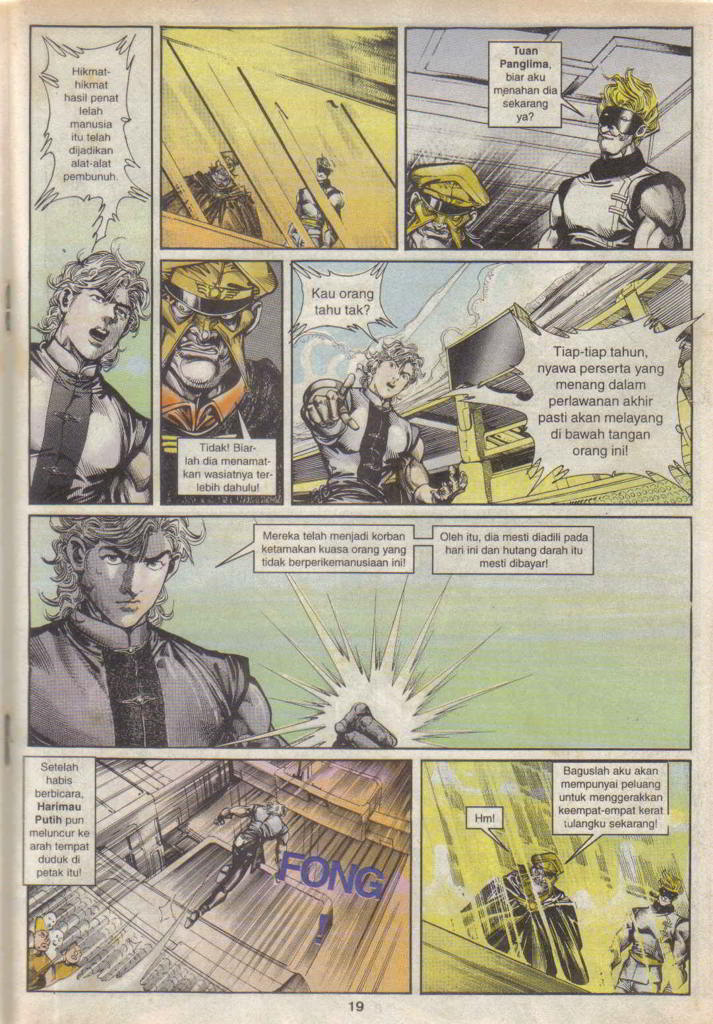 Hikmat-
hikmat
hasil penat
lelah
manusia
itu telah
dijadikan
alat-alat
pembunuh.
Tuan
Panglima,
biar aku
menahan dia
sekarang
ya?
Tidak! Biar-
lah dia menamat-
kan wasiatnya ter-
lebih dahulu!
Kau orang
tahu tak?
Tiap-tiap tahun,
nyawa perserta yang
menang dalam
perlawanan akhir
pasti akan melayang
di bawah tangan
orang ini!
Mereka telah menjadi korban
ketamakan kuasa orang yang
tidak berperikemanusiaan ini!
Oleh itu, dia mesti diadili pada
hari ini dan hutang darah itu
mesti dibayar!
Setelah
habis
berbicara,
Harimau
Putih pun
meluncur ke
arah tempat
duduk di
petak itu!
FONG
!
Hm!
Baguslah aku akan
mempunyai peluang
untuk menggerakkan
keempat-empat kerat
tulangku sekarang!
19